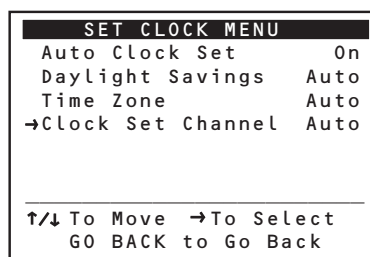 SET CLOCK MENU
Auto Clock Set On
Daylight Savings Auto
Time Zone Auto
→Clock Set Channel Auto
↑/↓ To Move →To Select
GO BACK to Go Back